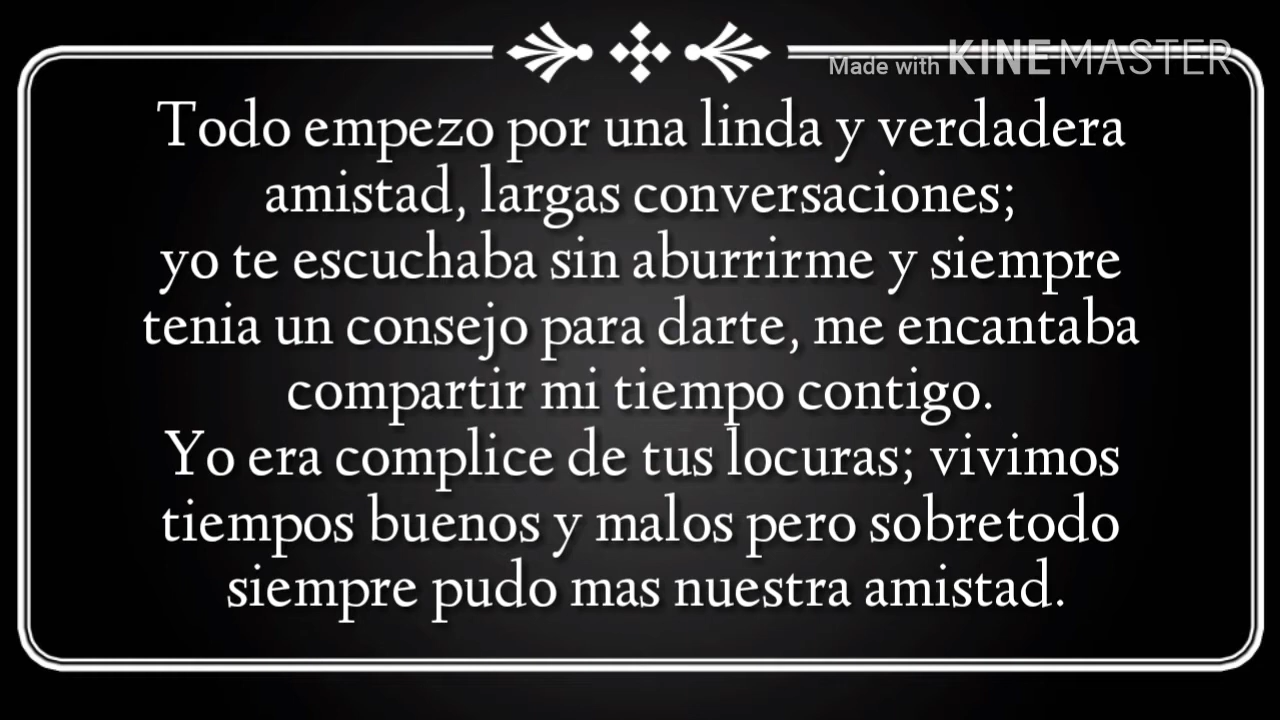 Made with KINEMASTER
Todo empezo por una linda y verdadera
amistad, largas conversaciones;
yo te escuchaba sin aburrirme y siempre
tenia un consejo para darte, me encantaba
compartir mi tiempo contigo.
Yo era complice de tus locuras; vivimos
tiempos buenos y malos pero sobretodo
siempre pudo mas nuestra amistad.